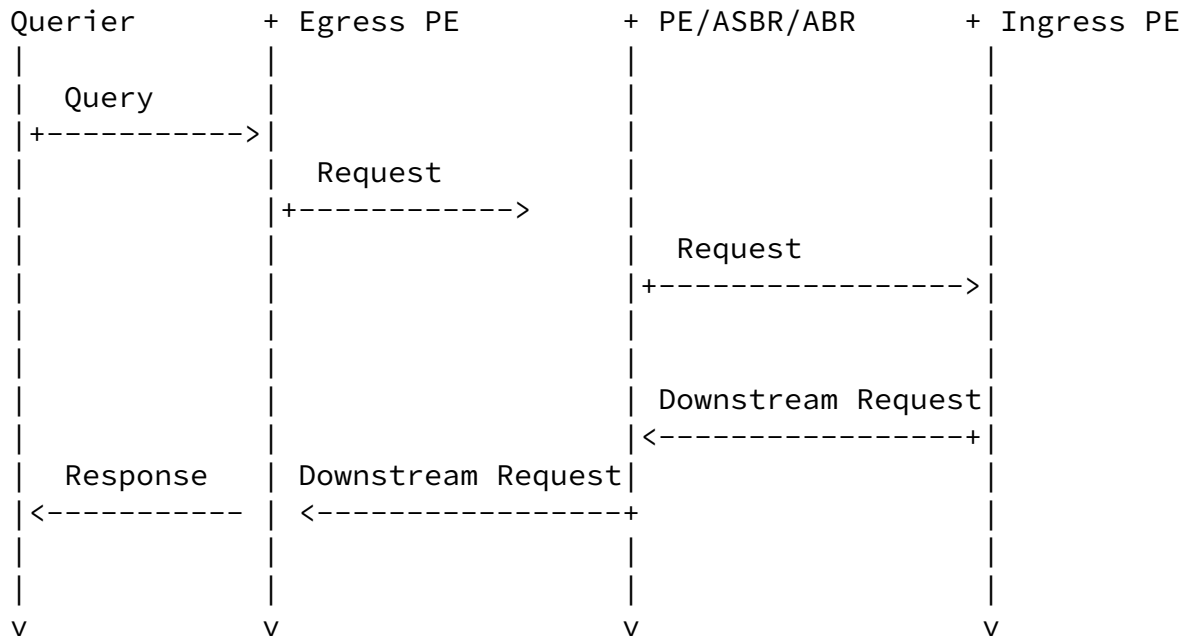 Querier + Egress PE + PE/ASBR/ABR + Ingress PE
Query
Request
Request
Downstream Request
Response Downstream Request
v v v v